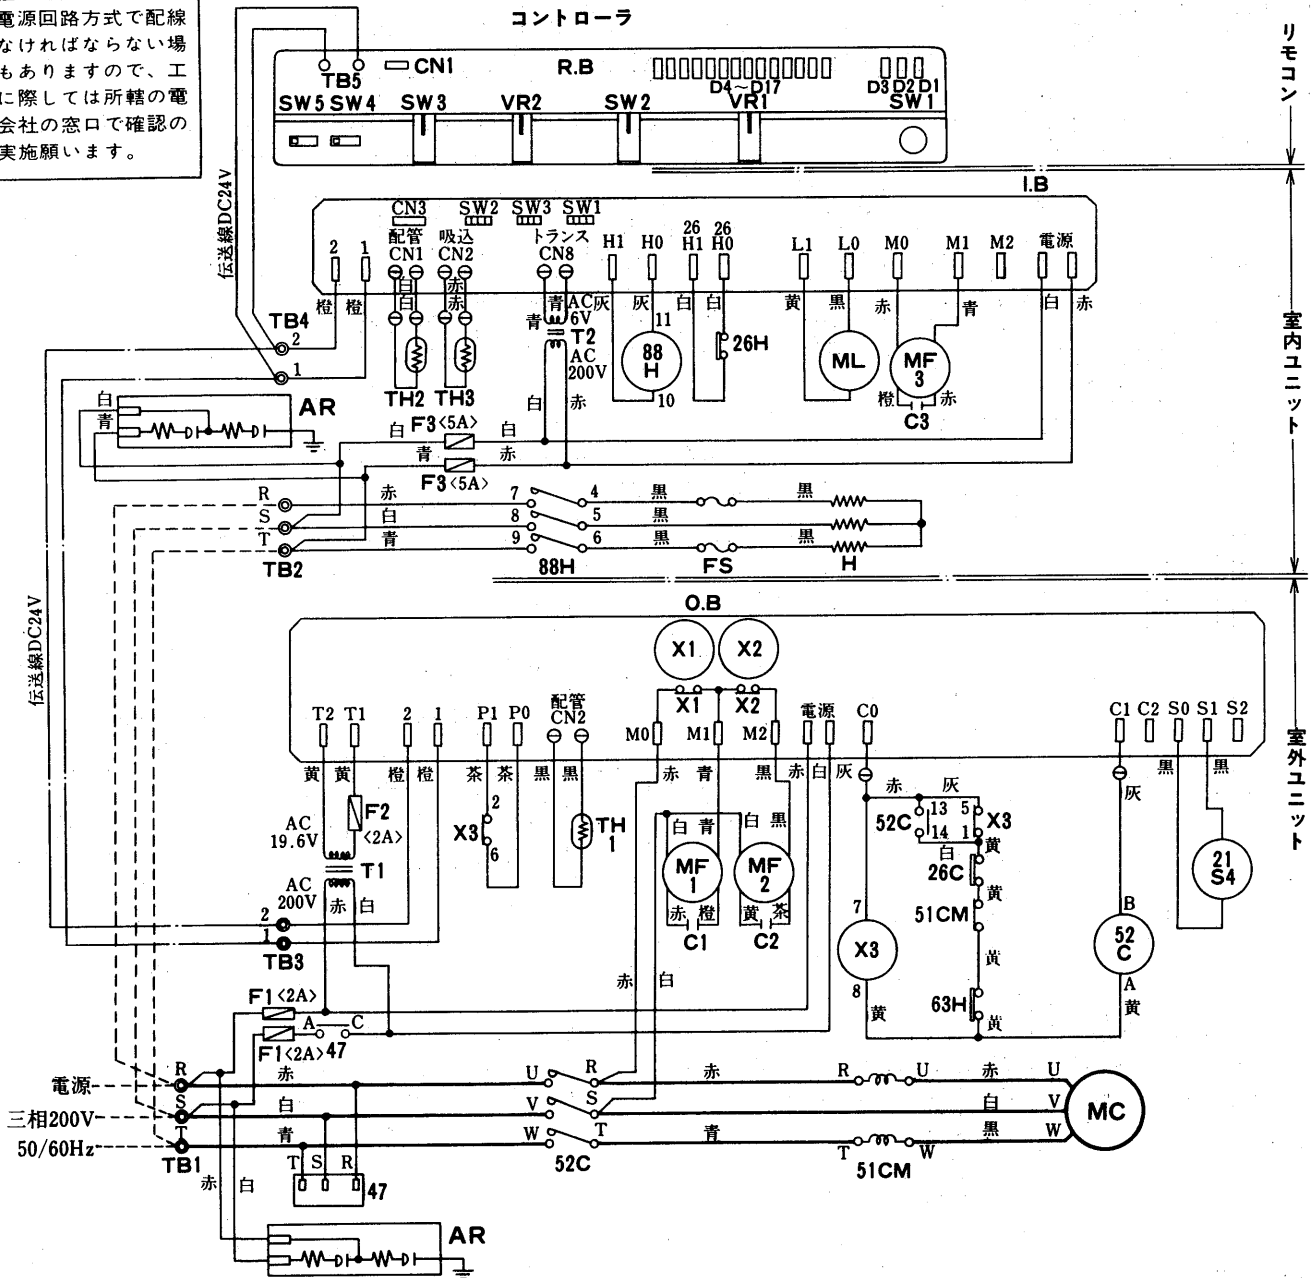 電源回路方式で配線
なければならない場
もありますので、工
に際しては所轄の電
会社の窓口で確認の
実施願います。
コントローラ
リモコン
TB5 CN1 R.B
D4～D17 D3 D2 D1
SW5 SW4 SW3 VR2 SW2 VR1 SW1
伝送線DC24V
I.B
室内ユニット
CN3 SW2 SW3 SW1
配管 吸込 トランス
2 1 CN1 CN2 CN8 H1 H0 26 H1 26 H0 L1 L0 M0 M1 M2 電源
白 赤
白 赤
橙 橙 青 AC 6V 灰 灰 白 白 黄 黒 赤 青 白 赤
青
TB4 2
1
T2
AC 200V
11
88 H
10
26H
ML
MF 3
橙 赤
C3
TH2 TH3
白
青
AR
白 赤
白 F3<5A> 白
青 赤
F3<5A>
R 赤 7 4 黒 黒
S 白 8 5 黒
T 青 9 6 黒 黒
TB2 88H FS H
伝送線DC24V
O.B
室外ユニット
X1 X2
X1 X2
T2 T1 2 1 P1 P0 配管 CN2 M0 M1 M2 電源 C0 C1 C2 S0 S1 S2
黄 黄 橙 橙 茶 茶 黒 黒 赤 青 黒 赤 白 灰 黒 黒
灰
AC 19.6V
F2 <2A>
T1
AC 200V
赤 白
X3 2
6
TH 1
白 青 白 黒
MF 1
MF 2
赤 橙 黄 茶
C1 C2
赤 灰
52C 13 5 X3
14 1
白 黄
26C
黄
51CM
黄
63H
黄
7
X3
8
黄
B
52 C
A
黄
21 S4
2
1
TB3
赤 白
F1<2A>
A C
F1<2A> 47
電源 R 赤 U R 赤 R U 赤 U
三相200V S 白 V S 白 V
50/60Hz T 青 W T 青 T W 黒 W
TB1 52C 51CM MC
T S R
47
赤 白
AR